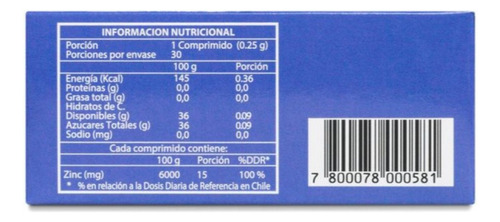 INFORMACION NUTRICIONAL
Porción 1 Comprimido (0.25 g)
Porciones por envase 30
100 g Porción
Energía (Kcal) 145 0.36
Proteínas (g) 0,0 0,0
Grasa total (g) 0,0 0,0
Hidratos de C.
Disponibles (g) 36 0.09
Azucares Totales (g) 36 0.09
Sodio (mg) 0,0 0,0
Cada comprimido contiene:
100 g Porción %DDR*
Zinc (mg) 6000 15 100 %
* % en relación a la Dosis Diaria de Referencia en Chile
7 800078 000581